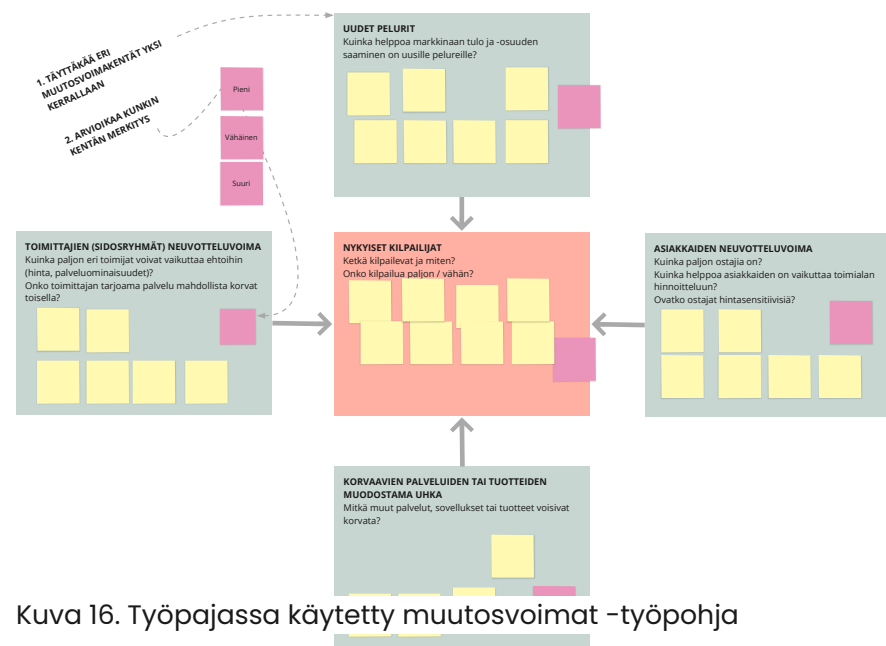 1. TÄYTTÄKÄÄ ERI
MUUTOSVOIMAKENTÄT YKSI
KERRALLAAN
2. ARVIOIKAA KUNKIN
KENTÄN MERKITYS
Pieni
Vähäinen
Suuri
UUDET PELURIT
Kuinka helppoa markkinaan tulo ja -osuuden
saaminen on uusille pelureille?
TOIMITTAJIEN (SIDOSRYHMÄT) NEUVOTTELUVOIMA
Kuinka paljon eri toimijat voivat vaikuttaa ehtoihin
(hinta, palveluominaisuudet)?
Onko toimittajan tarjoama palvelu mahdollista korvat
toisella?
NYKYISET KILPAILIJAT
Ketkä kilpailevat ja miten?
Onko kilpailua paljon / vähän?
ASIAKKAIDEN NEUVOTTELUVOIMA
Kuinka paljon ostajia on?
Kuinka helppoa asiakkaiden on vaikuttaa toimialan
hinnoitteluun?
Ovatko ostajat hintasensitiivisiä?
KORVAAVIEN PALVELUIDEN TAI TUOTTEIDEN
MUODOSTAMA UHKA
Mitkä muut palvelut, sovellukset tai tuotteet voisivat
korvata?
Kuva 16. Työpajassa käytetty muutosvoimat -työpohja